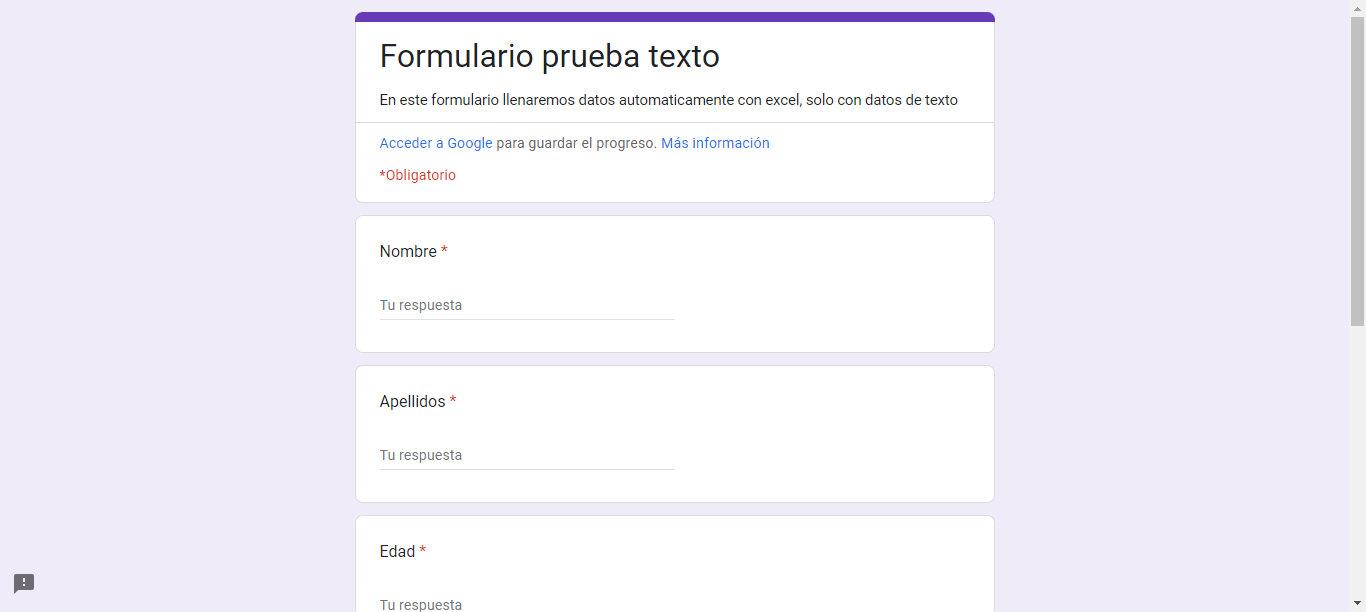 Formulario prueba texto
En este formulario llenaremos datos automaticamente con excel, solo con datos de texto
Acceder a Google para guardar el progreso. Más información
*Obligatorio
Nombre *
Tu respuesta
Apellidos *
Tu respuesta
Edad *
Tu respuesta